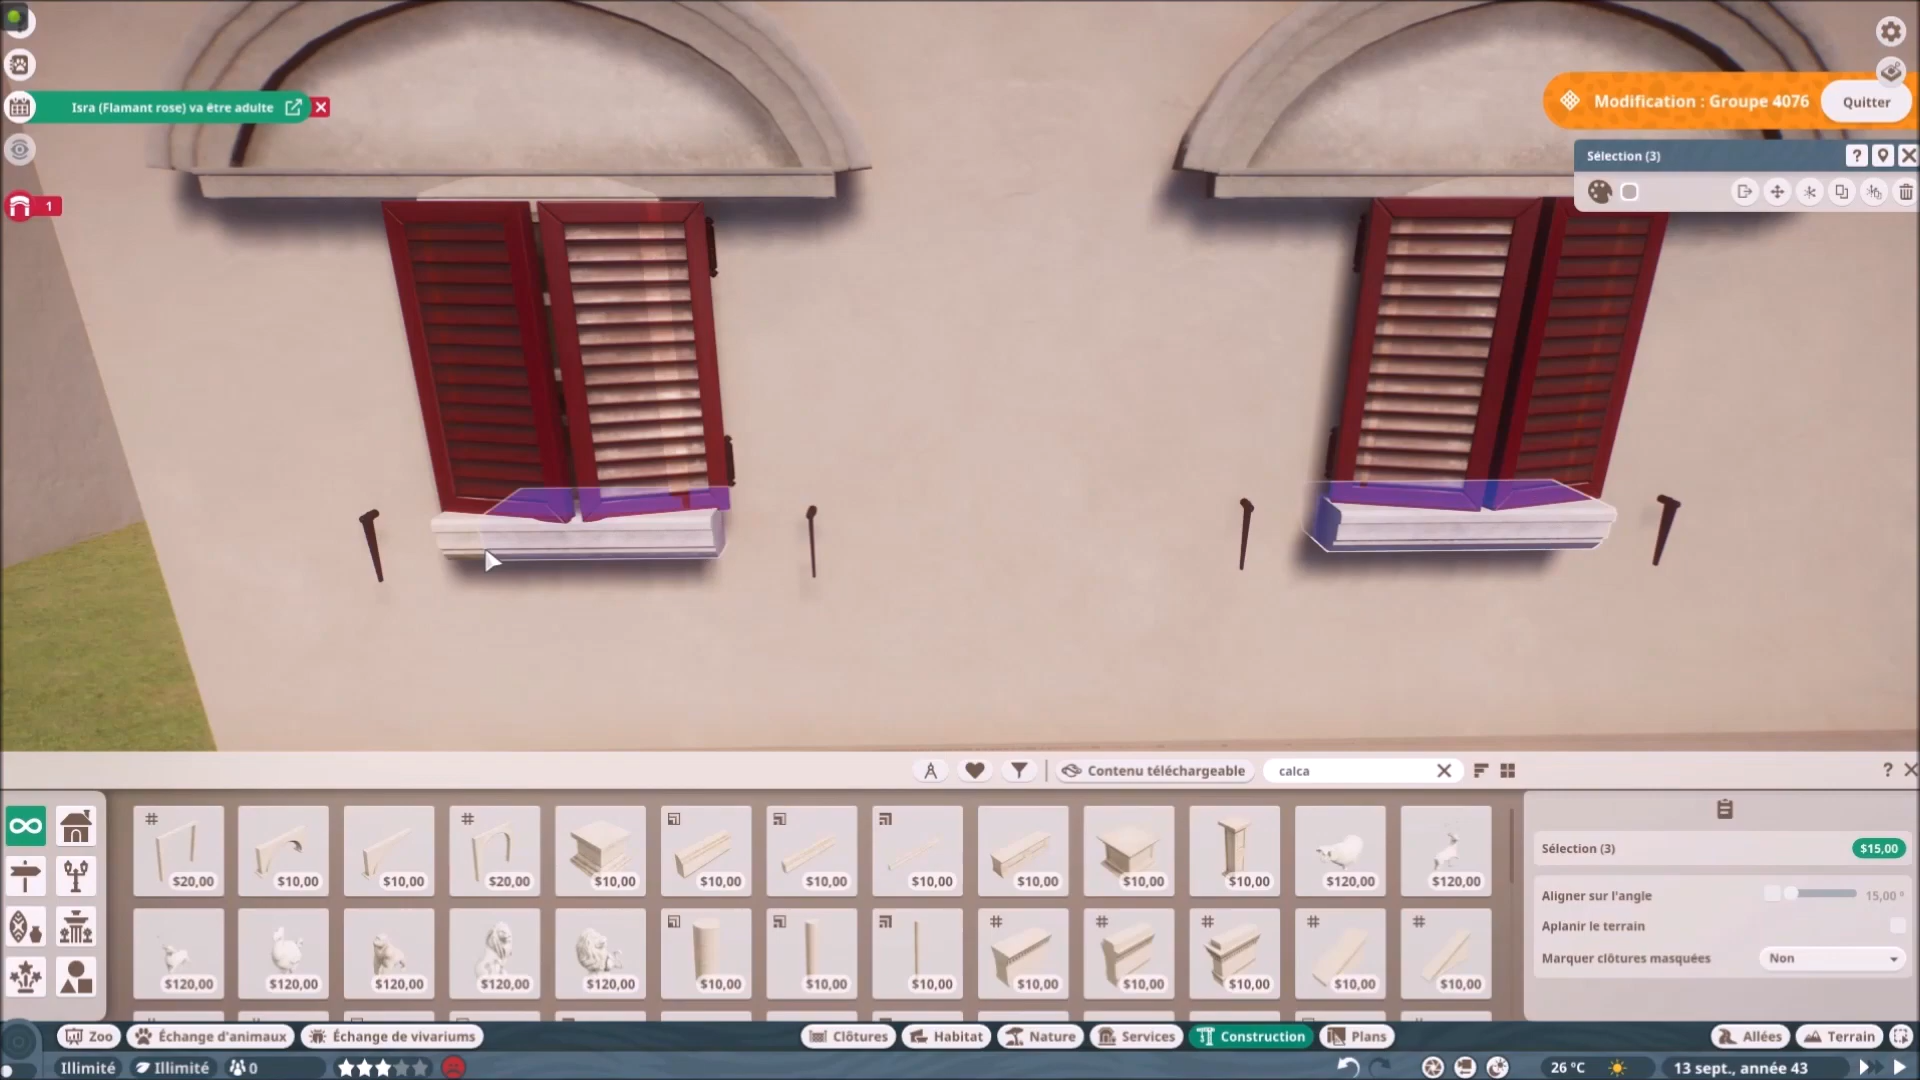 Isra (Flamant rose) va être adulte
1
Modification : Groupe 4076
Quitter
Sélection (3)
?
Contenu téléchargeable
calca
?
$20,00
$10,00
$10,00
$20,00
$10,00
$10,00
$10,00
$10,00
$10,00
$10,00
$10,00
$120,00
$120,00
$120,00
$120,00
$120,00
$120,00
$120,00
$10,00
$10,00
$10,00
$10,00
$10,00
$10,00
$10,00
$10,00
Sélection (3)
$15,00
Aligner sur l'angle
15,00 °
Aplanir le terrain
Marquer clôtures masquées
Non
Zoo
Échange d'animaux
Échange de vivariums
Clôtures
Habitat
Nature
Services
Construction
Plans
Allées
Terrain
Illimité
Illimité
0
26 °C
13 sept., année 43